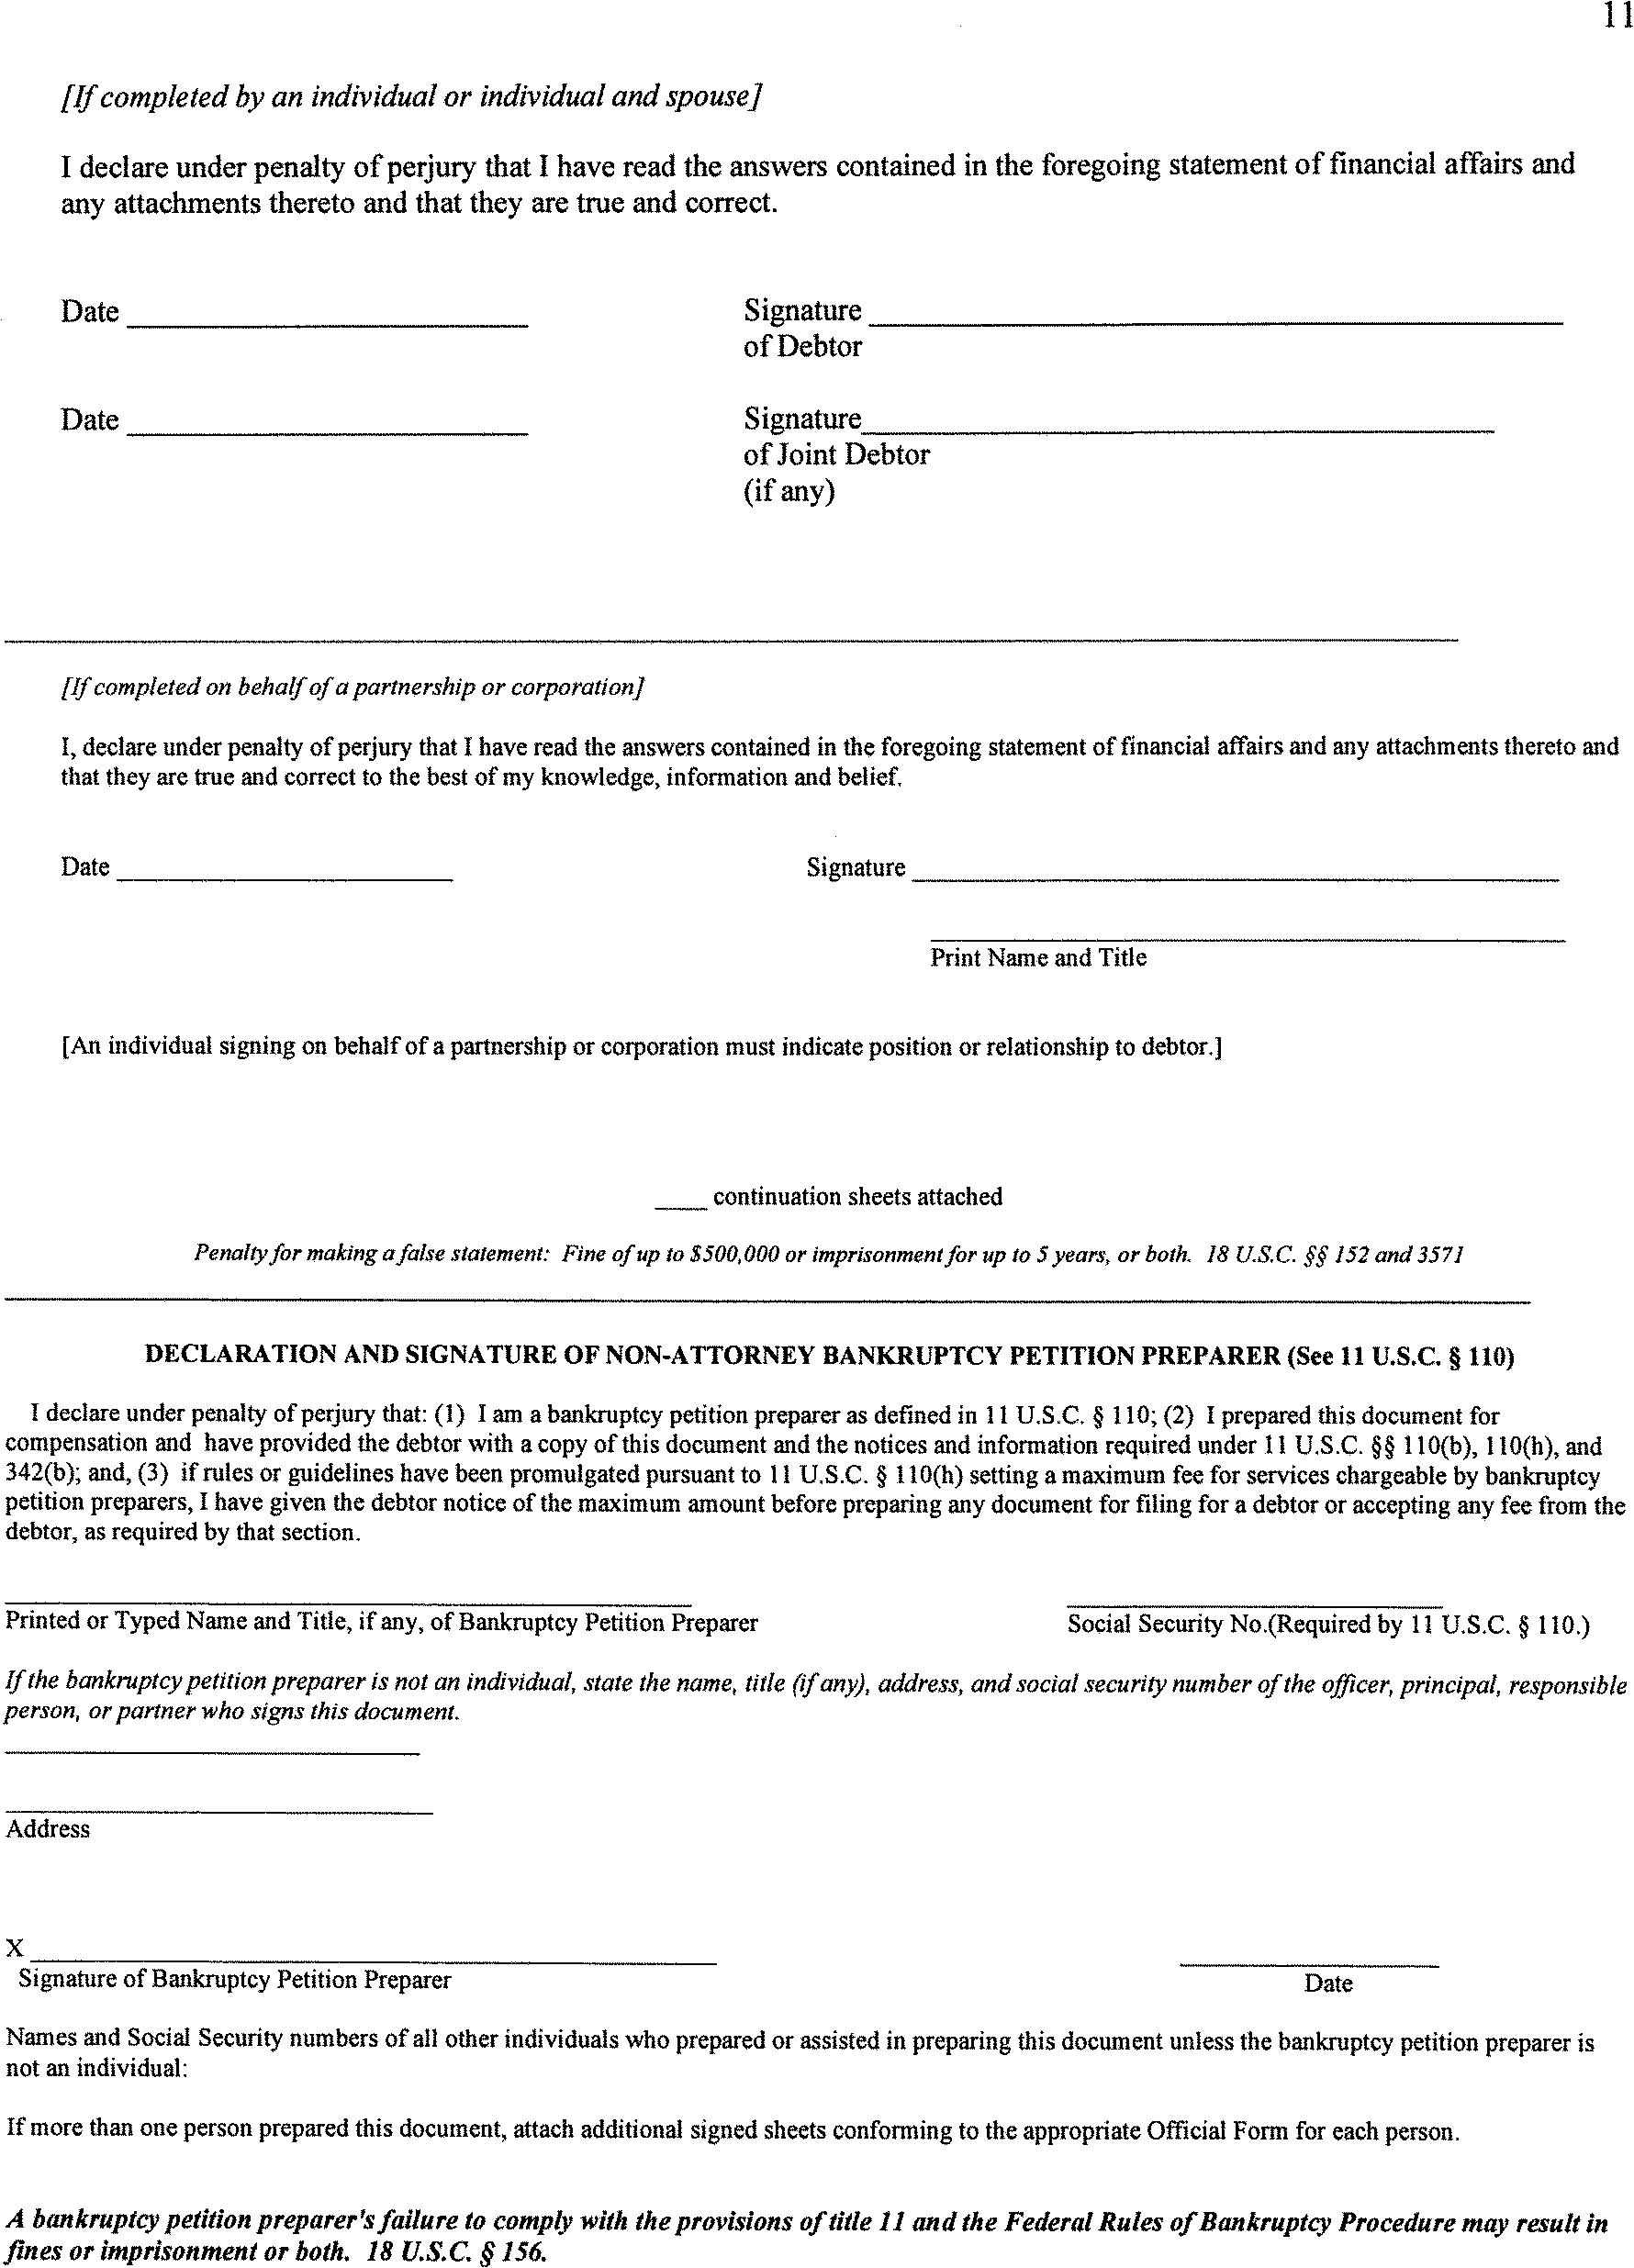 11
[If completed by an individual or individual and spouse]
I declare under penalty of perjury that I have read the answers contained in the foregoing statement of financial affairs and
any attachments thereto and that they are true and correct.
Date ____________________ Signature ____________________
of Debtor
Date ____________________ Signature____________________
of Joint Debtor
(if any)
[If completed on behalf of a partnership or corporation]
I, declare under penalty of perjury that I have read the answers contained in the foregoing statement of financial affairs and any attachments thereto and
that they are true and correct to the best of my knowledge, information and belief.
Date ____________________ Signature ____________________
Print Name and Title
[An individual signing on behalf of a partnership or corporation must indicate position or relationship to debtor.]
____ continuation sheets attached
Penalty for making a false statement: Fine of up to $500,000 or imprisonment for up to 5 years, or both. 18 U.S.C. §§ 152 and 3571
DECLARATION AND SIGNATURE OF NON-ATTORNEY BANKRUPTCY PETITION PREPARER (See 11 U.S.C. § 110)
I declare under penalty of perjury that: (1) I am a bankruptcy petition preparer as defined in 11 U.S.C. § 110; (2) I prepared this document for
compensation and have provided the debtor with a copy of this document and the notices and information required under 11 U.S.C. §§ 110(b), 110(h), and
342(b); and, (3) if rules or guidelines have been promulgated pursuant to 11 U.S.C. § 110(h) setting a maximum fee for services chargeable by bankruptcy
petition preparers, I have given the debtor notice of the maximum amount before preparing any document for filing for a debtor or accepting any fee from the
debtor, as required by that section.
Printed or Typed Name and Title, if any, of Bankruptcy Petition Preparer Social Security No.(Required by 11 U.S.C. § 110.)
If the bankruptcy petition preparer is not an individual, state the name, title (if any), address, and social security number of the officer, principal, responsible
person, or partner who signs this document.
Address
X ____________________
Signature of Bankruptcy Petition Preparer Date
Names and Social Security numbers of all other individuals who prepared or assisted in preparing this document unless the bankruptcy petition preparer is
not an individual:
If more than one person prepared this document, attach additional signed sheets conforming to the appropriate Official Form for each person.
A bankruptcy petition preparer's failure to comply with the provisions of title 11 and the Federal Rules of Bankruptcy Procedure may result in
fines or imprisonment or both. 18 U.S.C. § 156.